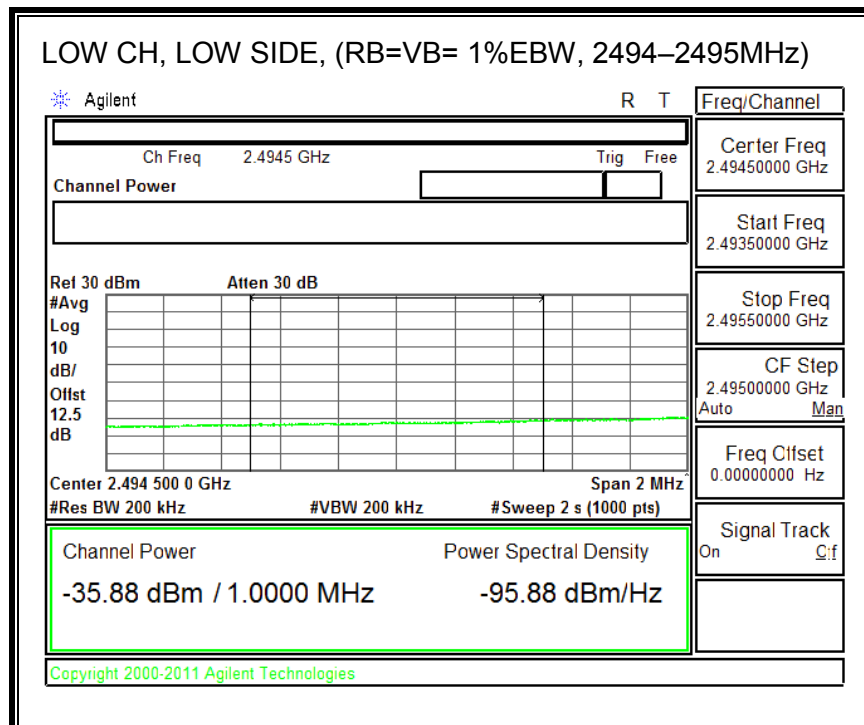 LOW CH, LOW SIDE, (RB=VB= 1%EBW, 2494–2495MHz)
Agilent R T
Freq/Channel
Ch Freq 2.4945 GHz Trig Free
Channel Power
Center Freq
2.49450000 GHz
Start Freq
2.49350000 GHz
Ref 30 dBm Atten 30 dB
#Avg
Log
10
dB/
Offst
12.5
dB
Stop Freq
2.49550000 GHz
CF Step
2.49500000 GHz
Auto Man
Freq Offset
0.00000000 Hz
Center 2.494 500 0 GHz Span 2 MHz
#Res BW 200 kHz #VBW 200 kHz #Sweep 2 s (1000 pts)
Signal Track
On Off
Channel Power Power Spectral Density
-35.88 dBm / 1.0000 MHz -95.88 dBm/Hz
Copyright 2000-2011 Agilent Technologies